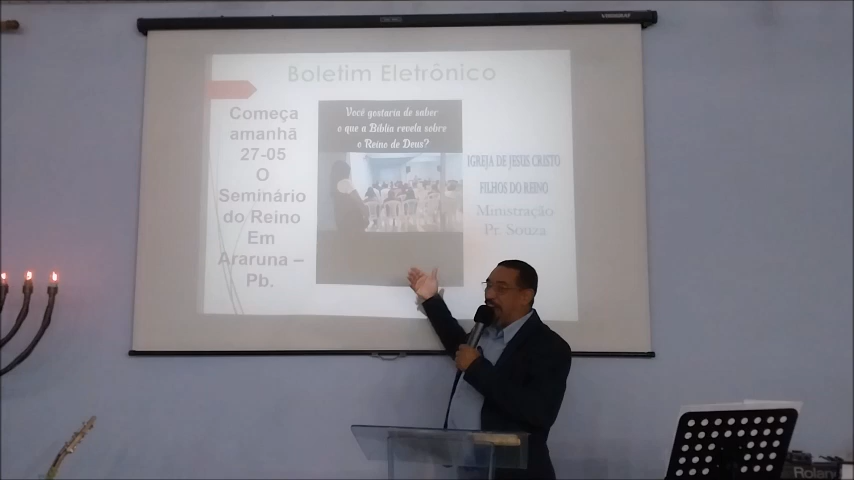 Boletim Eletrônico
Começa
amanhã
27-05
O
Seminário
do Reino
Em
Araruna –
Pb.
Você gostaria de saber
o que a Bíblia revela sobre
o Reino de Deus?
IGREJA DE JESUS CRISTO
FILHOS DO REINO
Ministração
Pr. Souza
Roland